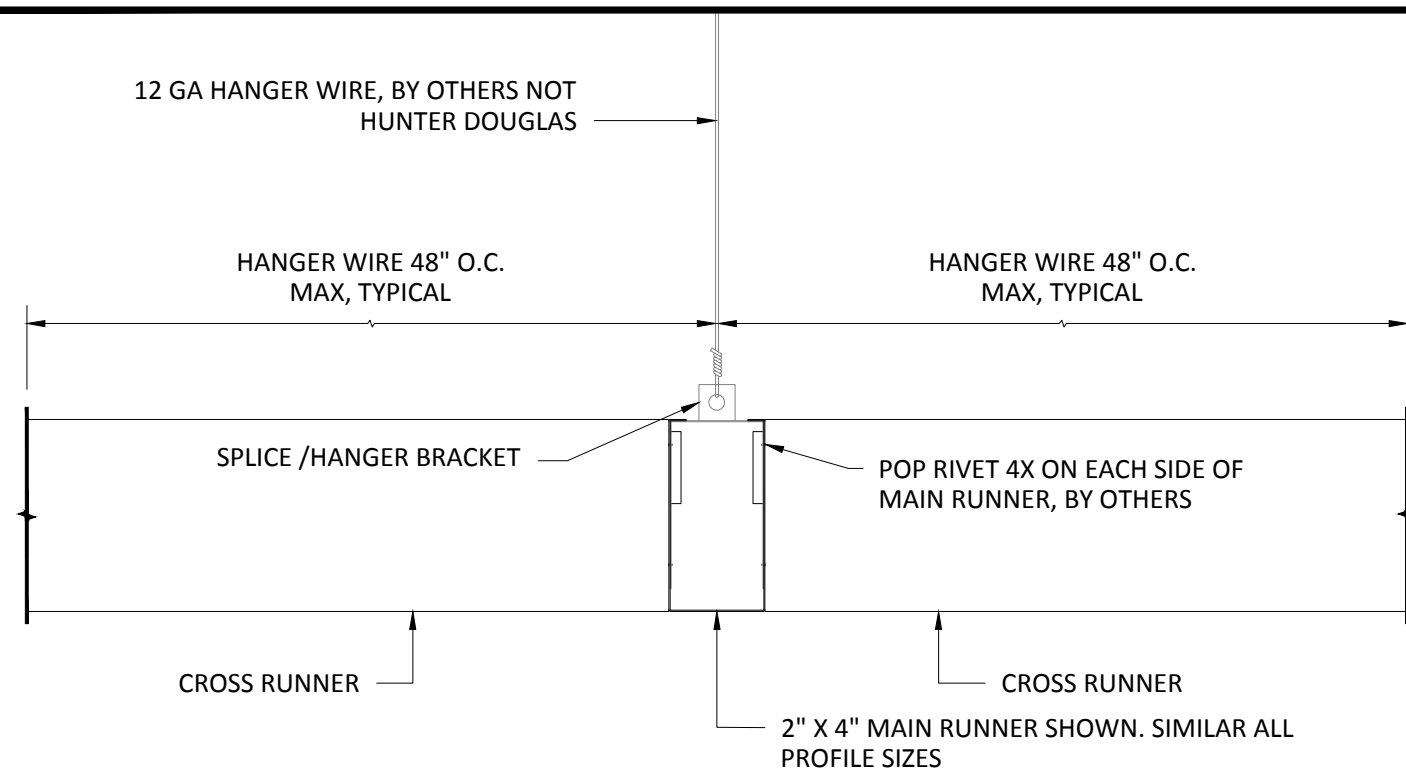 12 GA HANGER WIRE, BY OTHERS NOT
HUNTER DOUGLAS
HANGER WIRE 48" O.C.
MAX, TYPICAL
HANGER WIRE 48" O.C.
MAX, TYPICAL
SPLICE /HANGER BRACKET
POP RIVET 4X ON EACH SIDE OF
MAIN RUNNER, BY OTHERS
CROSS RUNNER
CROSS RUNNER
2" X 4" MAIN RUNNER SHOWN. SIMILAR ALL
PROFILE SIZES